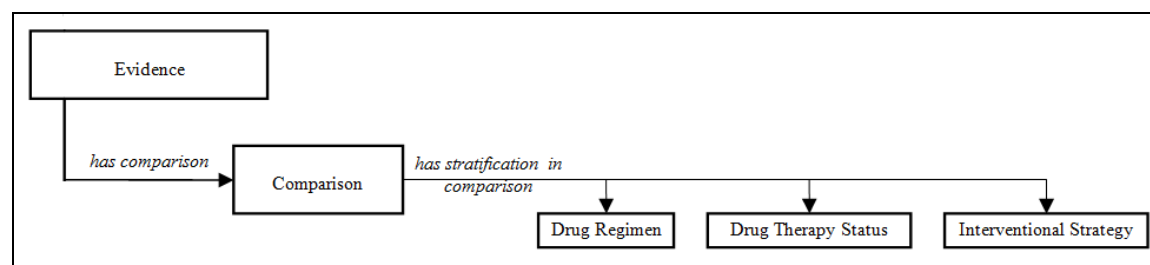 Evidence
has comparison
Comparison
has stratification in
comparison
Drug Regimen
Drug Therapy Status
Interventional Strategy